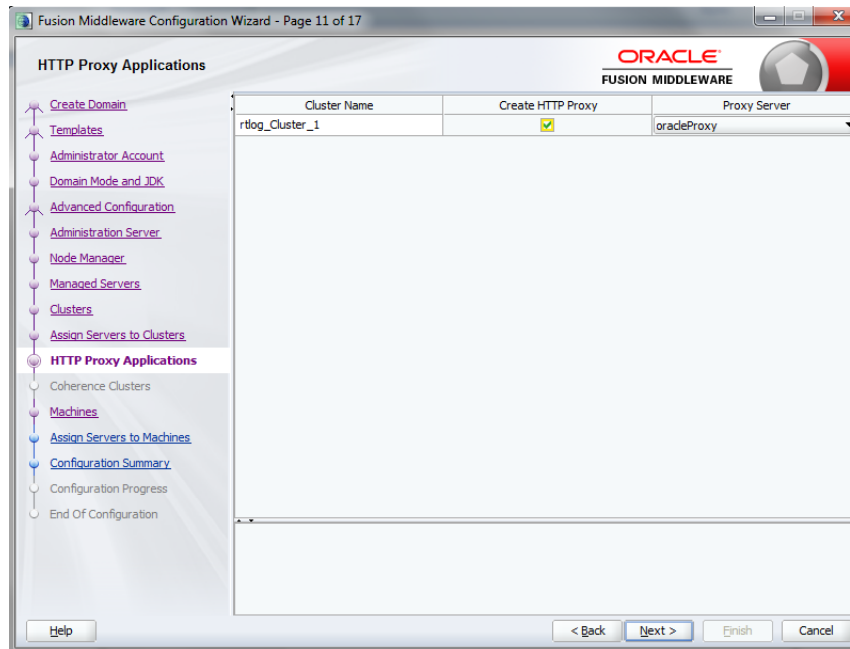 Fusion Middleware Configuration Wizard - Page 11 of 17
HTTP Proxy Applications
ORACLE
FUSION MIDDLEWARE
Create Domain
Templates
Administrator Account
Domain Mode and JDK
Advanced Configuration
Administration Server
Node Manager
Managed Servers
Clusters
Assign Servers to Clusters
HTTP Proxy Applications
Coherence Clusters
Machines
Assign Servers to Machines
Configuration Summary
Configuration Progress
End Of Configuration
Cluster Name Create HTTP Proxy Proxy Server
rtlog_Cluster_1 oracleProxy
Help < Back Next > Finish Cancel